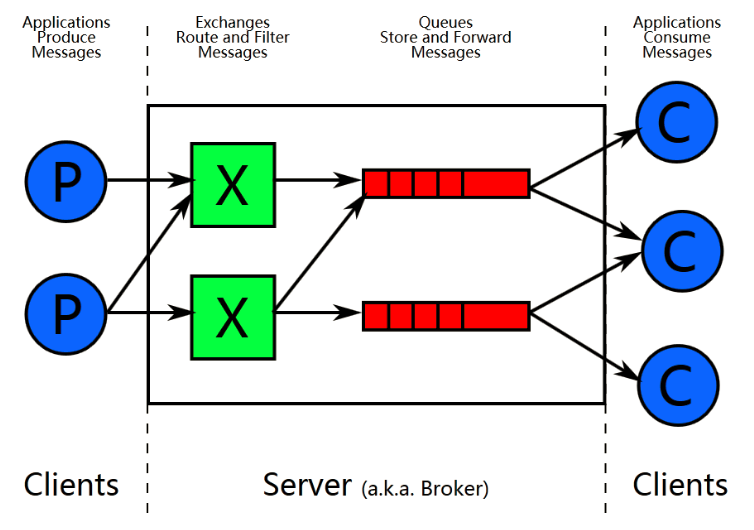 Applications
Produce
Messages
Exchanges
Route and Filter
Messages
Queues
Store and Forward
Messages
Applications
Consume
Messages
P
X
C
C
P
X
C
Clients
Server (a.k.a. Broker)
Clients